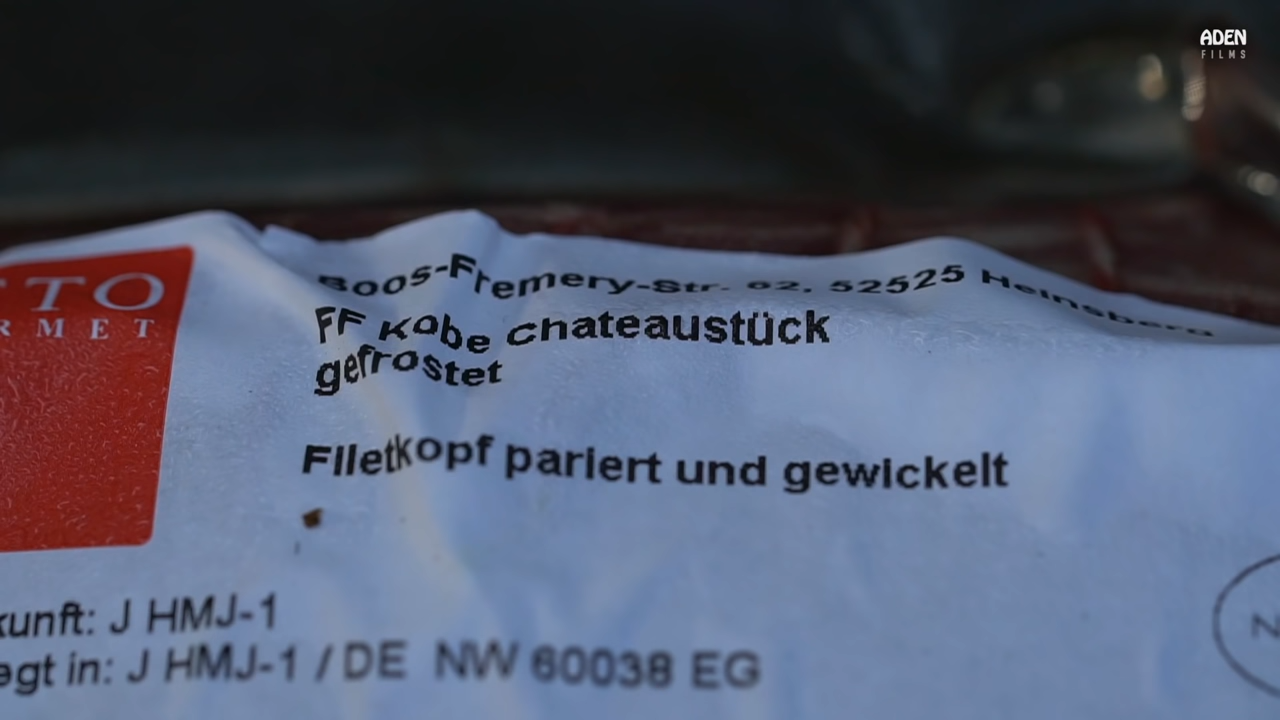 ADEN
FILMS
TTO
RMET
Boos-Fremery-Str. 62, 52525 Heinsberg
FF Kobe chateaustück
gefrostet
Filetkopf pariert und gewickelt
kunft: J HMJ-1
egt in: J HMJ-1 / DE NW 60038 EG